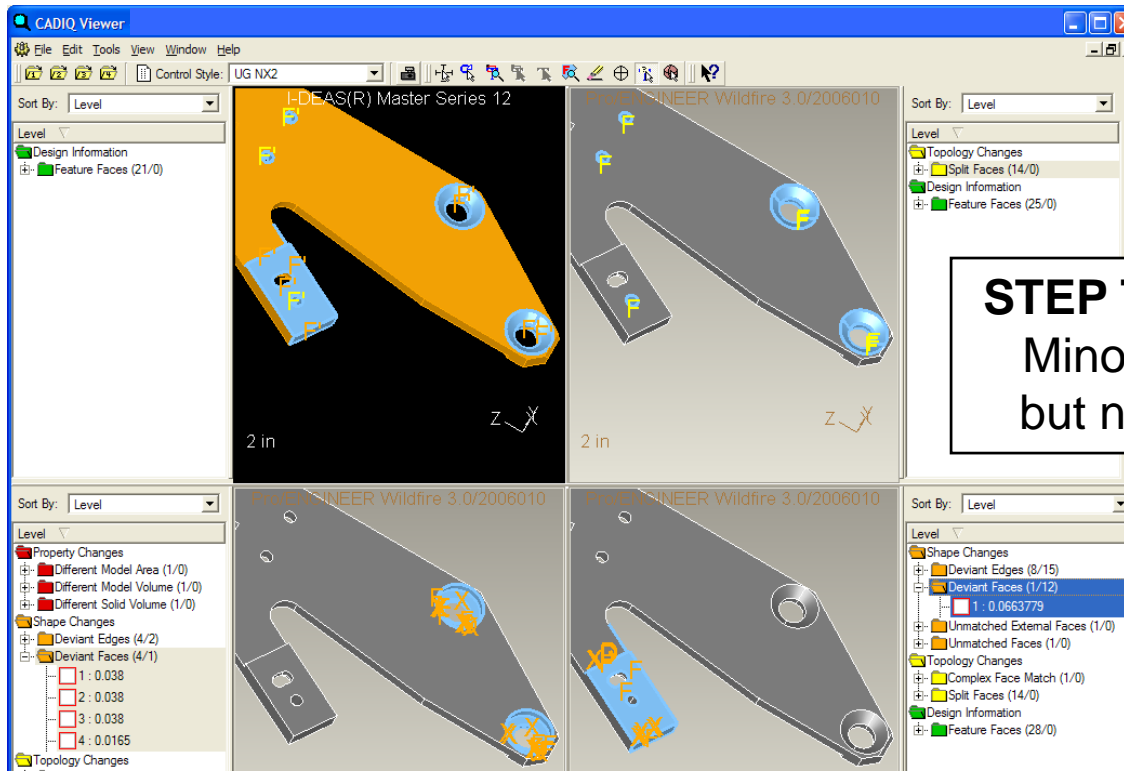 CADIQ Viewer
File Edit Tools View Window Help
Control Style: UG NX2
Sort By: Level
Level
Design Information
Feature Faces (21/0)
I-DEAS(R) Master Series 12
F' F' F' F' F' F' F' F' F'
Z X
2 in
Pro/ENGINEER Wildfire 3.0/2006010
F F F F F
Z X
2 in
Sort By: Level
Level
Topology Changes
Split Faces (14/0)
Design Information
Feature Faces (25/0)
STEP
Mino
but n
Sort By: Level
Level
Property Changes
Different Model Area (1/0)
Different Model Volume (1/0)
Different Solid Volume (1/0)
Shape Changes
Deviant Edges (4/2)
Deviant Faces (4/1)
1 : 0.038
2 : 0.038
3 : 0.038
4 : 0.0165
Topology Changes
Pro/ENGINEER Wildfire 3.0/2006010
Pro/ENGINEER Wildfire 3.0/2006010
Sort By: Level
Level
Shape Changes
Deviant Edges (8/15)
Deviant Faces (1/12)
1 : 0.0663779
Unmatched External Faces (1/0)
Unmatched Faces (1/0)
Topology Changes
Complex Face Match (1/0)
Split Faces (14/0)
Design Information
Feature Faces (28/0)